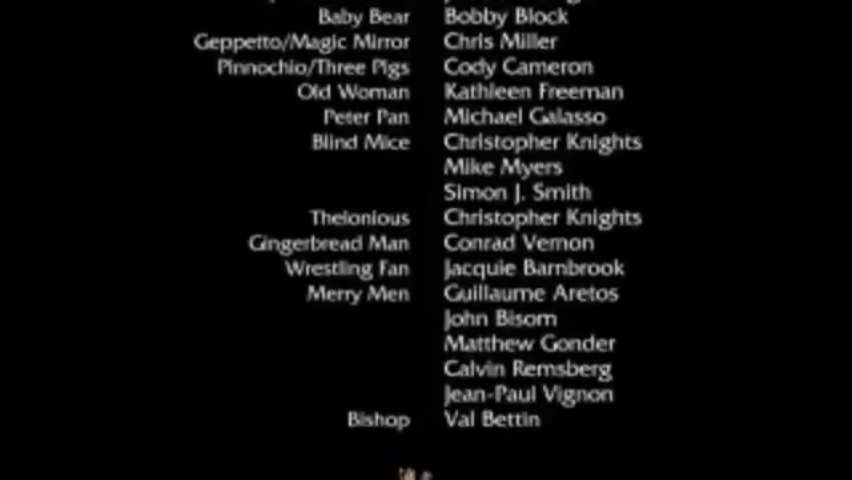 Baby Bear Bobby Block
Geppetto/Magic Mirror Chris Miller
Pinnochio/Three Pigs Cody Cameron
Old Woman Kathleen Freeman
Peter Pan Michael Galasso
Blind Mice Christopher Knights
Mike Myers
Simon J. Smith
Thelonious Christopher Knights
Gingerbread Man Conrad Vernon
Wrestling Fan Jacquie Barnbrook
Merry Men Guillaume Aretos
John Bisom
Matthew Gonder
Calvin Remsberg
Jean-Paul Vignon
Bishop Val Bettin